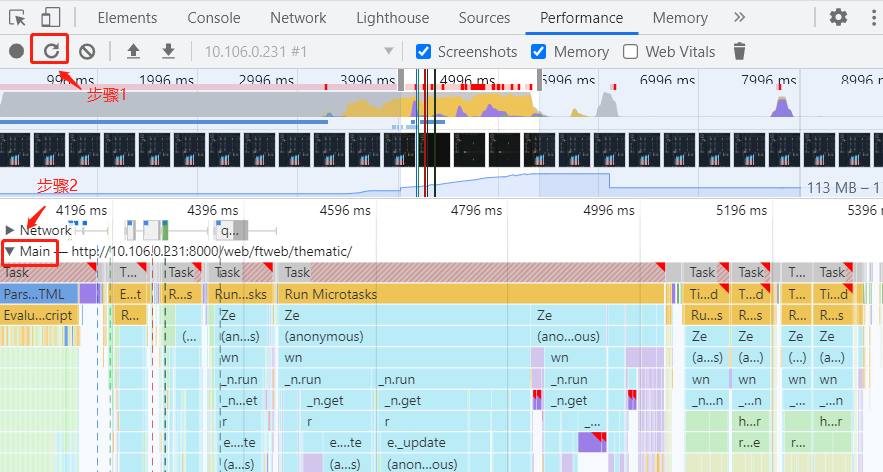 Elements Console Network Lighthouse Sources Performance Memory »
10.106.0.231 #1 Screenshots Memory Web Vitals
996 ms 1996 ms 2996 ms 3996 ms 4996 ms 5996 ms 6996 ms 7996 ms 8996 ms
步骤1
113 MB – 1
步骤2
4196 ms 4396 ms 4596 ms 4796 ms 4996 ms 5196 ms 5396
Network q...
Main — http://10.106.0.231:8000/web/ftweb/thematic/
Task T... Task Task Task Task Task T... Task
Pars...TML E...t R...s Run...sks Run Microtasks Ti...d Ti...d T...d Ti...d
Evalu...cript R... Ze Ze Ze Ru...s R...s R...s R...s
(... (an...s) (anonymous) (ano...ous) Ze Ze Ze
wn wn wn (a...s) (a...) (a...)
_n.run _n.run _n.run _n.run wn wn wn
_n...et _n.get _n.get _n.get _...n _...n _...n
r r r _... h...r h...r
e....te e....te e._update r...e r...
(a...s) (a...s) (anon...ous)